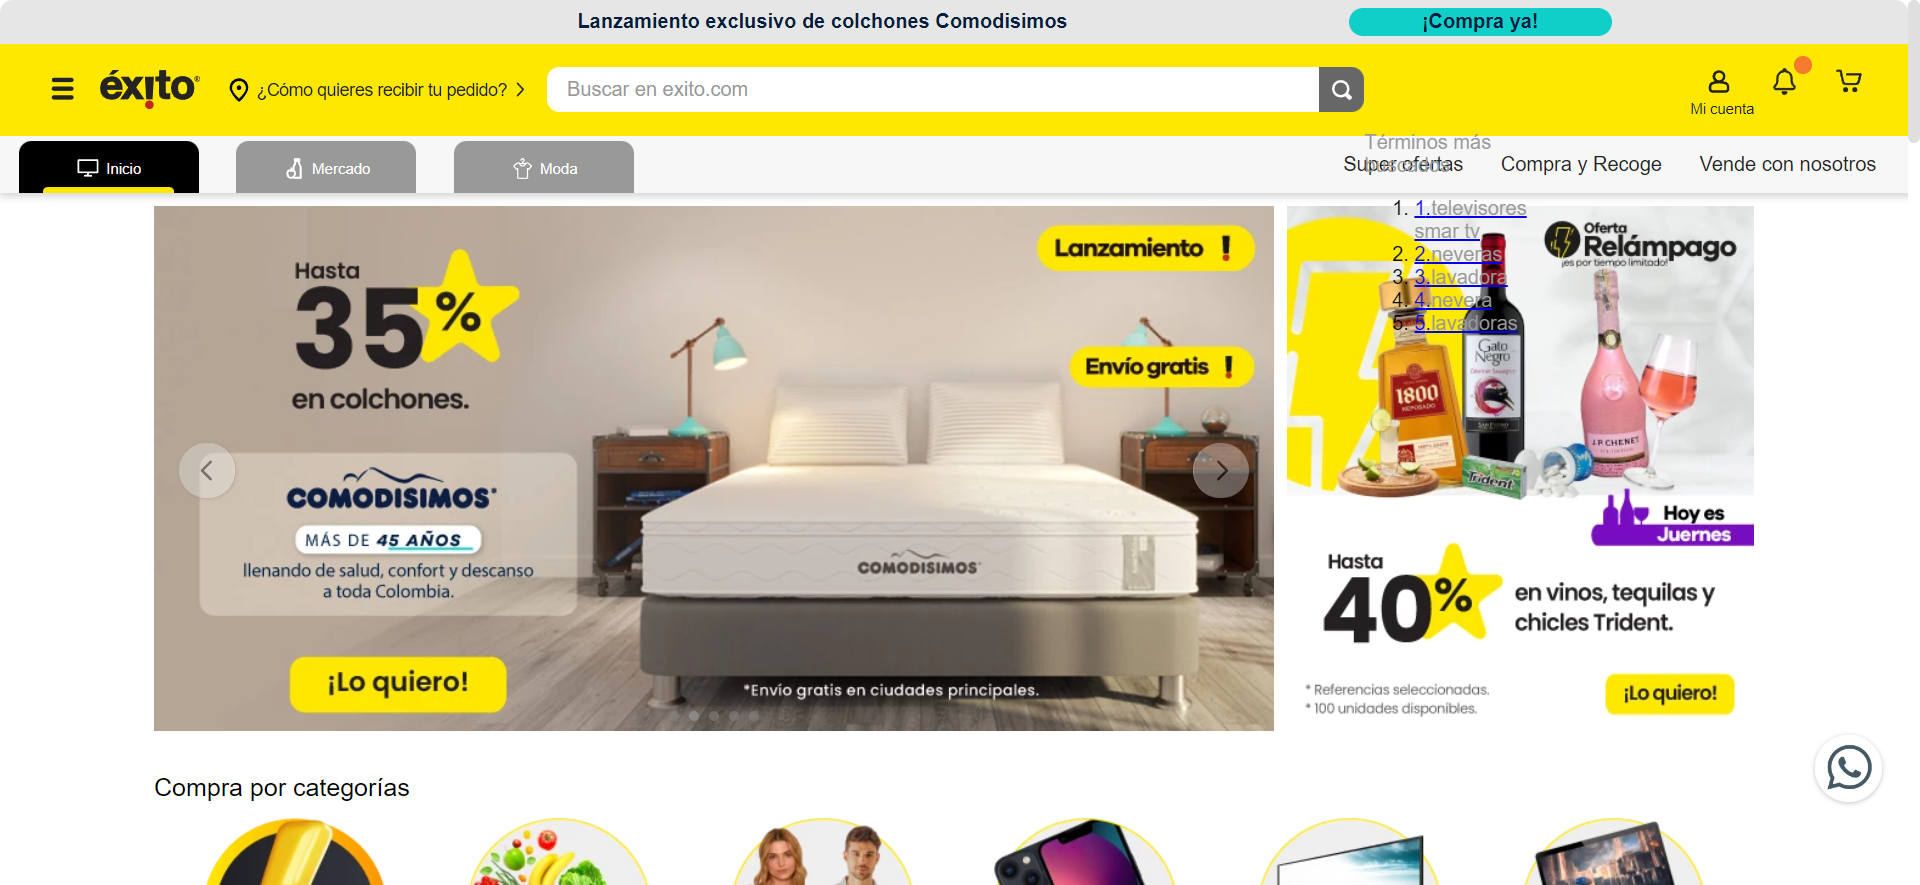 Lanzamiento exclusivo de colchones Comodisimos
¡Compra ya!
éxito
¿Cómo quieres recibir tu pedido?
Buscar en exito.com
Mi cuenta
Inicio
Mercado
Moda
Términos más
buscados
Super ofertas
Compra y Recoge
Vende con nosotros
1. 1.televisores
smar tv
2. 2.neveras
3. 3.lavadora
4. 4.nevera
5. 5.lavadoras
Hasta
35%
en colchones.
Lanzamiento !
Envío gratis !
COMODISIMOS
MÁS DE 45 AÑOS
llenando de salud, confort y descanso
a toda Colombia.
¡Lo quiero!
COMODISIMOS
*Envío gratis en ciudades principales.
Oferta
Relámpago
¡es por tiempo limitado!
1800
REPOSADO
Gato
Negro
Cabernet Sauvignon
SAN PEDRO
J.P. CHENET
Trident
Hoy es
Juernes
Hasta
40%
en vinos, tequilas y
chicles Trident.
* Referencias seleccionadas.
* 100 unidades disponibles.
¡Lo quiero!
Compra por categorías